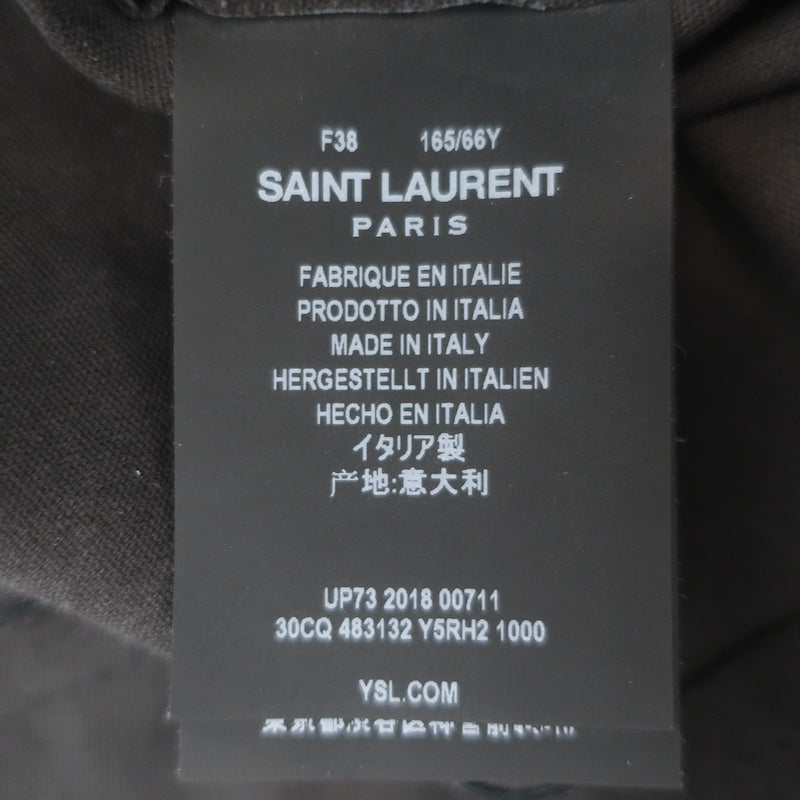 F38 165/66Y
SAINT LAURENT
PARIS
FABRIQUE EN ITALIE
PRODOTTO IN ITALIA
MADE IN ITALY
HERGESTELLT IN ITALIEN
HECHO EN ITALIA
イタリア製
产地:意大利
UP73 2018 00711
30CQ 483132 Y5RH2 1000
YSL.COM